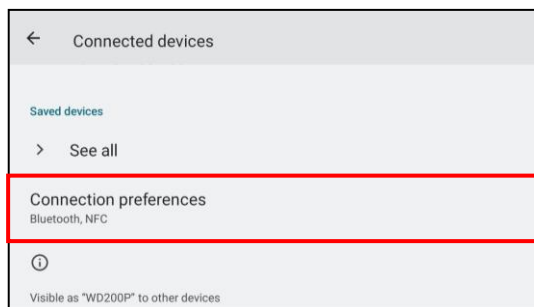 Connected devices
Saved devices
See all
Connection preferences
Bluetooth, NFC
Visible as "WD200P" to other devices